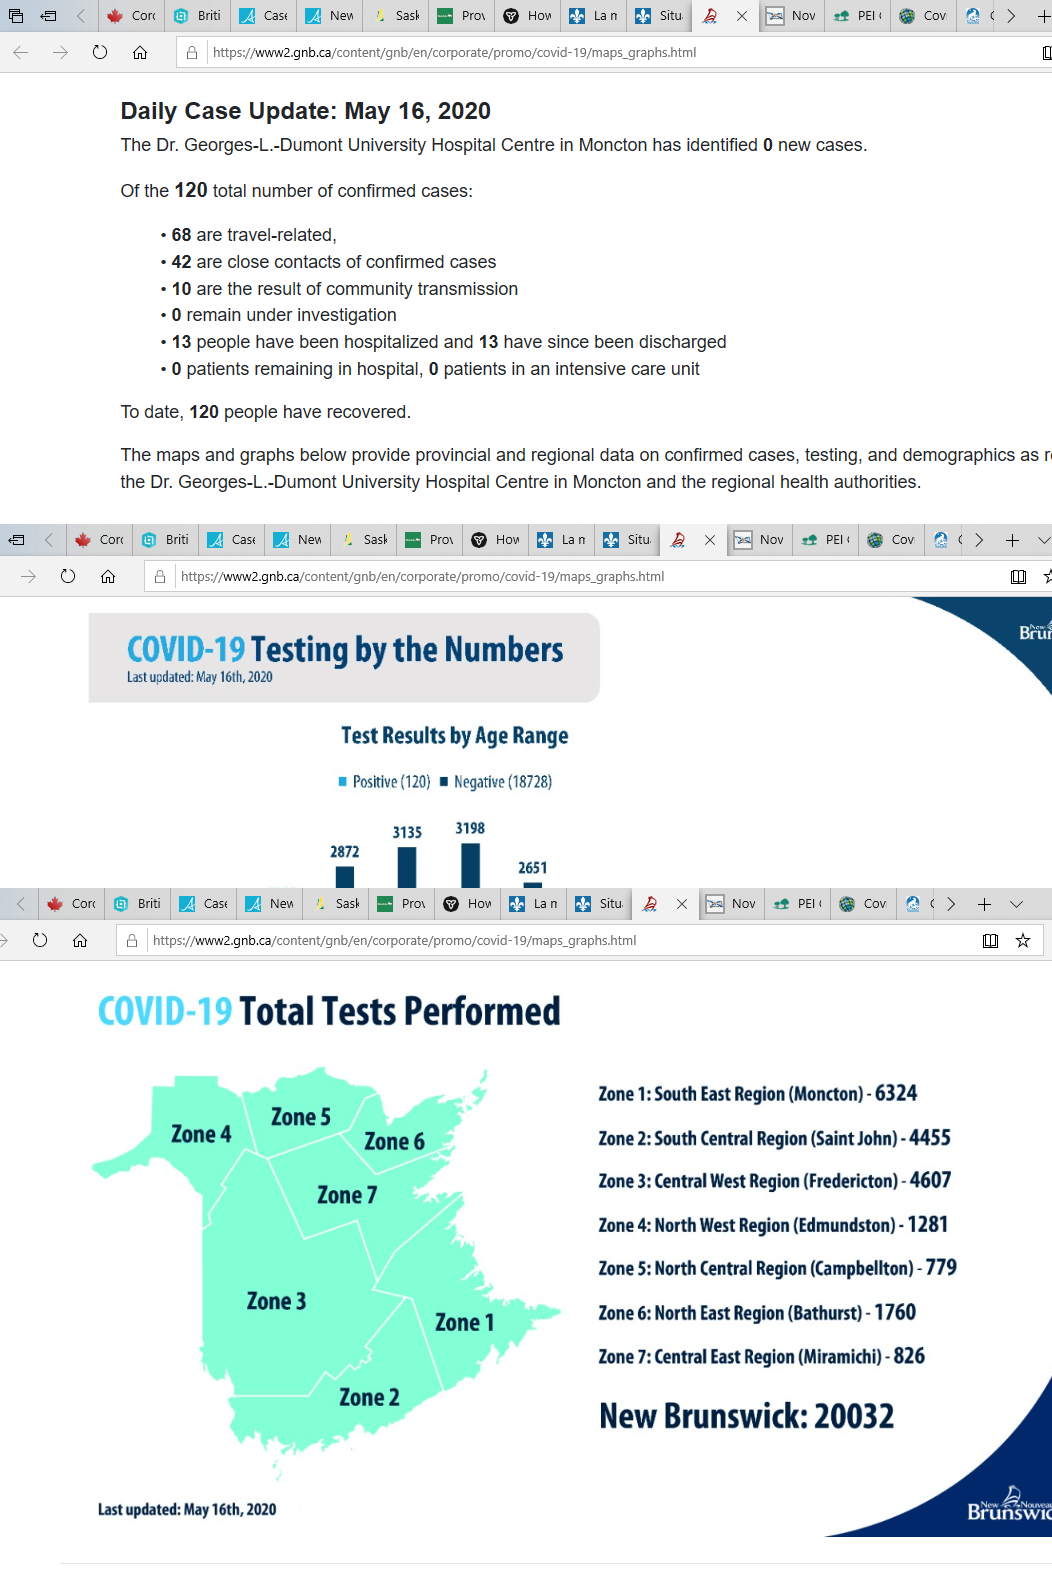 Corc Briti Case New Sask Prov How La n Situ Nov PEI Cov
https://www2.gnb.ca/content/gnb/en/corporate/promo/covid-19/maps_graphs.html
Daily Case Update: May 16, 2020
The Dr. Georges-L.-Dumont University Hospital Centre in Moncton has identified 0 new cases.
Of the 120 total number of confirmed cases:
• 68 are travel-related,
• 42 are close contacts of confirmed cases
• 10 are the result of community transmission
• 0 remain under investigation
• 13 people have been hospitalized and 13 have since been discharged
• 0 patients remaining in hospital, 0 patients in an intensive care unit
To date, 120 people have recovered.
The maps and graphs below provide provincial and regional data on confirmed cases, testing, and demographics as r
the Dr. Georges-L.-Dumont University Hospital Centre in Moncton and the regional health authorities.
Corc Briti Case New Sask Prov How La n Situ Nov PEI Cov
https://www2.gnb.ca/content/gnb/en/corporate/promo/covid-19/maps_graphs.html
New
Brun
COVID-19 Testing by the Numbers
Last updated: May 16th, 2020
Test Results by Age Range
Positive (120) Negative (18728)
2872 3135 3198 2651
Corc Briti Case New Sask Prov How La n Situ Nov PEI Cov
https://www2.gnb.ca/content/gnb/en/corporate/promo/covid-19/maps_graphs.html
COVID-19 Total Tests Performed
Zone 4
Zone 5
Zone 6
Zone 7
Zone 3
Zone 1
Zone 2
Zone 1: South East Region (Moncton) - 6324
Zone 2: South Central Region (Saint John) - 4455
Zone 3: Central West Region (Fredericton) - 4607
Zone 4: North West Region (Edmundston) - 1281
Zone 5: North Central Region (Campbellton) - 779
Zone 6: North East Region (Bathurst) - 1760
Zone 7: Central East Region (Miramichi) - 826
New Brunswick: 20032
Last updated: May 16th, 2020
New Nouveau
Brunswic